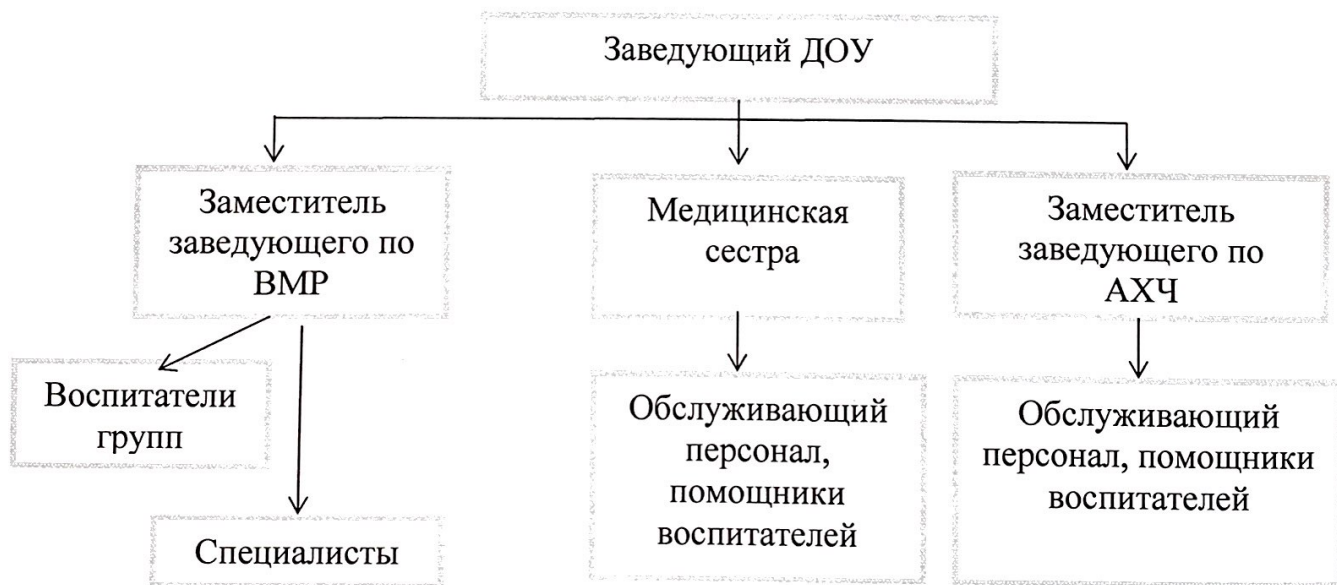 Заведующий ДОУ
Заместитель
заведующего по
ВМР
Медицинская
сестра
Заместитель
заведующего по
АХЧ
Воспитатели
групп
Специалисты
Обслуживающий
персонал,
помощники
воспитателей
Обслуживающий
персонал, помощники
воспитателей